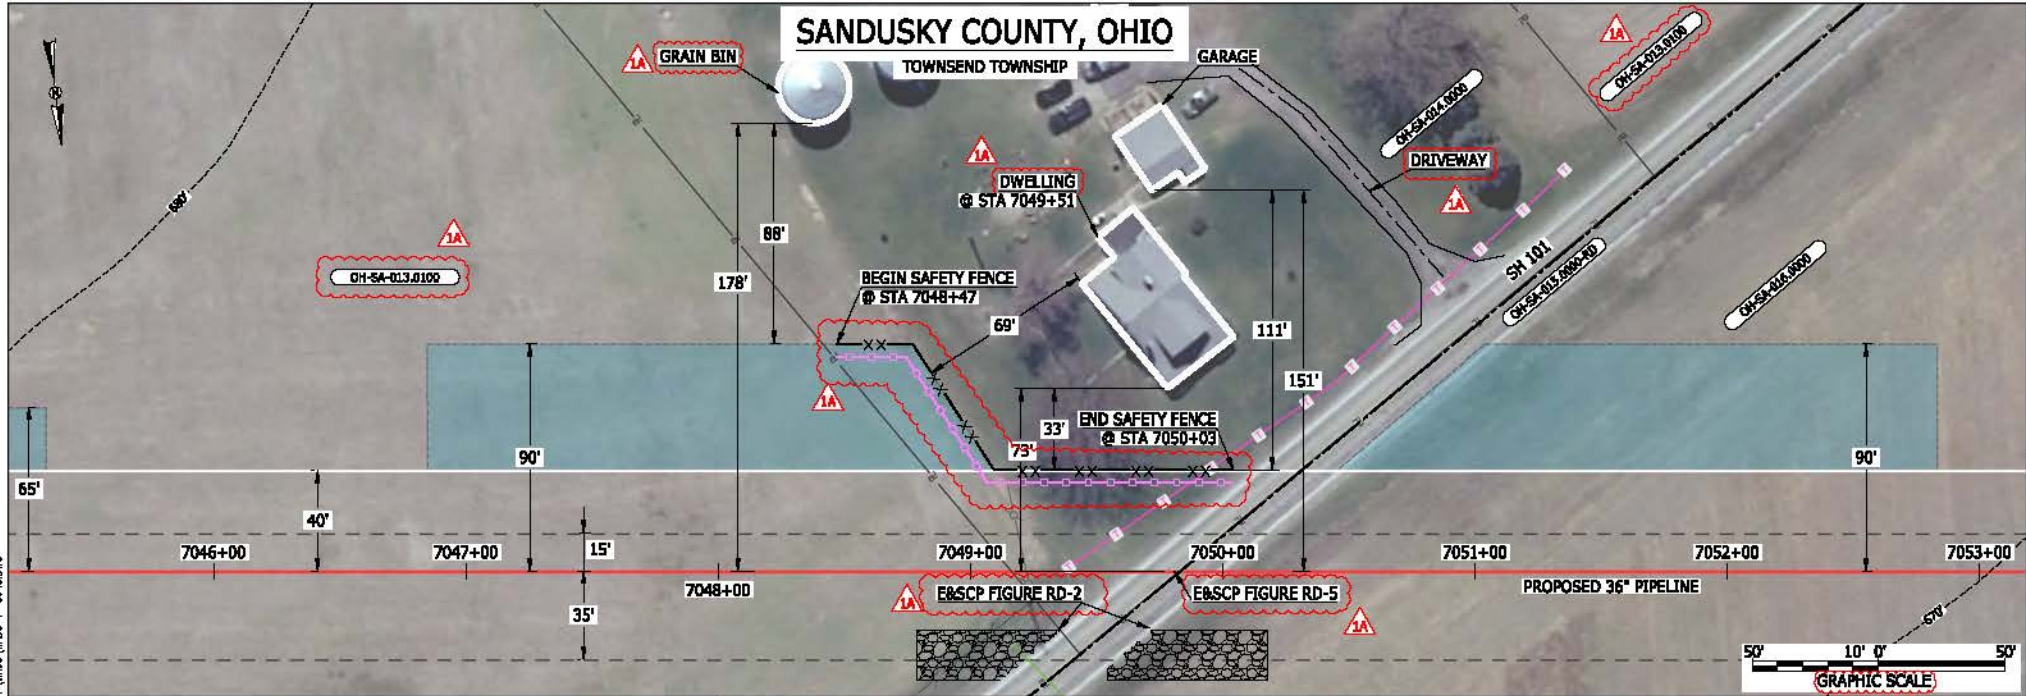 SANDUSKY COUNTY, OHIO
TOWNSEND TOWNSHIP
1A
GRAIN BIN
GARAGE
1A
OH-SA-013.0100
OH-SA-014.0000
N
1A
DWELLING
@ STA 7049+51
DRIVEWAY
1A
680'
1A
OH-SA-013.0100
88'
178'
BEGIN SAFETY FENCE
@ STA 7048+47
69'
111'
151'
SH 101
OH-SA-015.0000-RD
OH-SA-016.0000
1A
33'
73'
END SAFETY FENCE
@ STA 7050+03
90'
90'
65'
40'
15'
35'
7046+00
7047+00
7048+00
7049+00
7050+00
7051+00
7052+00
7053+00
1A
E&SCP FIGURE RD-2
E&SCP FIGURE RD-5
1A
PROPOSED 36" PIPELINE
670'
50' 10' 0' 50'
GRAPHIC SCALE